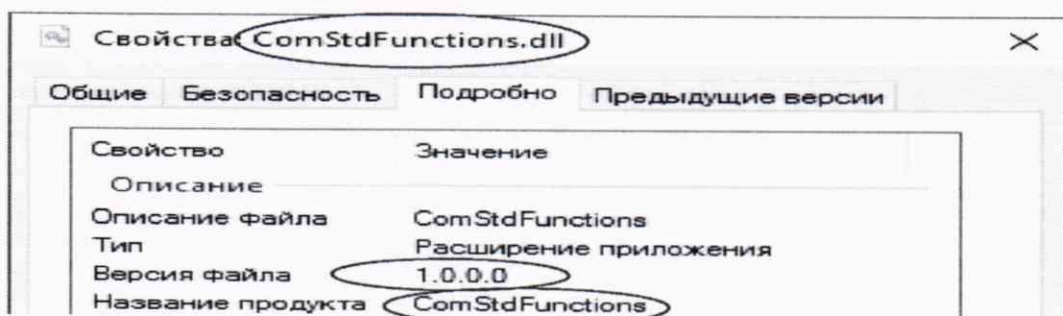 Свойства: ComStdFunctions.dll
Общие Безопасность Подробно Предыдущие версии
Свойство Значение
Описание
Описание файла ComStdFunctions
Тип Расширение приложения
Версия файла 1.0.0.0
Название продукта ComStdFunctions